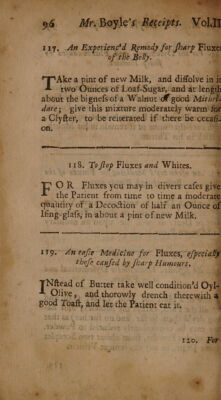 96 Mr. Boyle's Receipts. Vol.II
117. An Experienc'd Remedy for sharp Fluxes
of the Belly.
TAke a pint of new Milk, and dissolve in it
two Ounces of Loaf-Sugar, and at length
about the bigness of a Walnut of good Mithri-
date; give this mixture moderately warm for
a Clyster, to be reiterated if there be occasi-
on.
118. To stop Fluxes and Whites.
FOR Fluxes you may in divers cases give
the Patient from time to time a moderate
quantity of a Decoction of half an Ounce of
Ising-glass, in about a pint of new Milk.
119. An easie Medicine for Fluxes, especially
those caused by sharp Humours.
INstead of Butter take well condition'd Oyl-
Olive, and thorowly drench therewith a
good Toast, and let the Patient eat it.
120. For